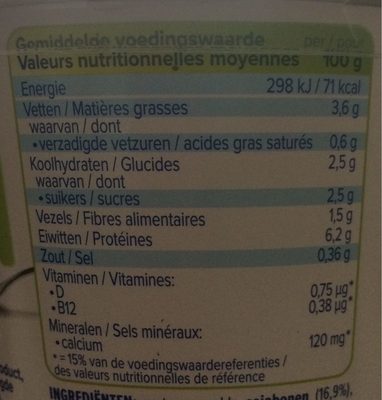 Gemiddelde voedingswaarde per / pour
Valeurs nutritionnelles moyennes 100 g
Energie 298 kJ / 71 kcal
Vetten / Matières grasses 3,6 g
waarvan / dont
•verzadigde vetzuren / acides gras saturés 0,6 g
Koolhydraten / Glucides 2,5 g
waarvan / dont
•suikers / sucres 2,5 g
Vezels / Fibres alimentaires 1,5 g
Eiwitten / Protéines 6,2 g
Zout / Sel 0,36 g
Vitaminen / Vitamines:
•D 0,75 µg*
•B12 0,38 µg*
Mineralen / Sels minéraux:
•calcium 120 mg*
*= 15% van de voedingswaardereferenties /
des valeurs nutritionnelles de référence
INGREDIËNTEN: (16,9%),